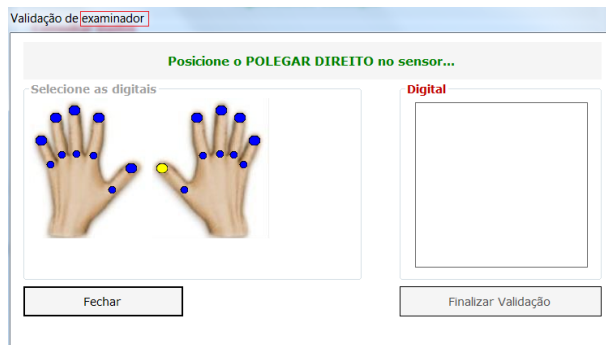 Validação de examinador
Posicione o POLEGAR DIREITO no sensor...
Selecione as digitais
Digital
Fechar
Finalizar Validação